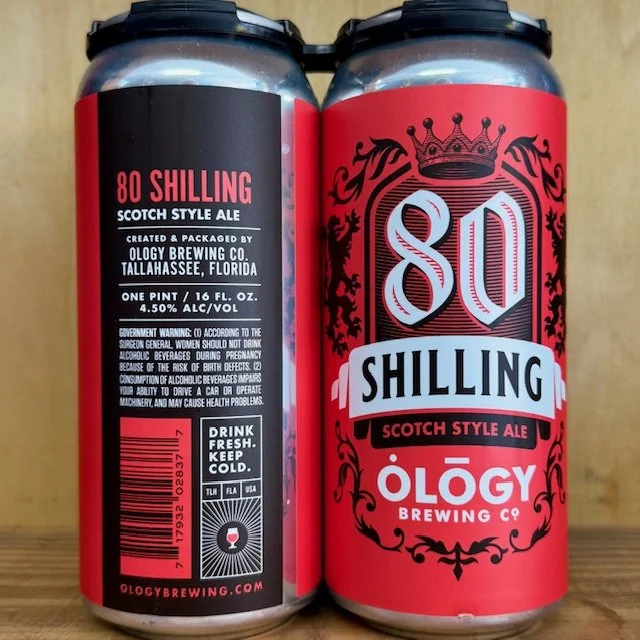 80 SHILLING
SCOTCH STYLE ALE
CREATED & PACKAGED BY
OLOGY BREWING CO.
TALLAHASSEE, FLORIDA
ONE PINT / 16 FL. OZ.
4.50% ALC/VOL
GOVERNMENT WARNING: (1) ACCORDING TO THE
SURGEON GENERAL, WOMEN SHOULD NOT DRINK
ALCOHOLIC BEVERAGES DURING PREGNANCY
BECAUSE OF THE RISK OF BIRTH DEFECTS. (2)
CONSUMPTION OF ALCOHOLIC BEVERAGES IMPAIRS
YOUR ABILITY TO DRIVE A CAR OR OPERATE
MACHINERY, AND MAY CAUSE HEALTH PROBLEMS.
7 17932 02837 7
DRINK
FRESH.
KEEP
COLD.
TLH FLA USA
OLOGYBREWING.COM
80
SHILLING
SCOTCH STYLE ALE
ȮLŌGY
BREWING CO